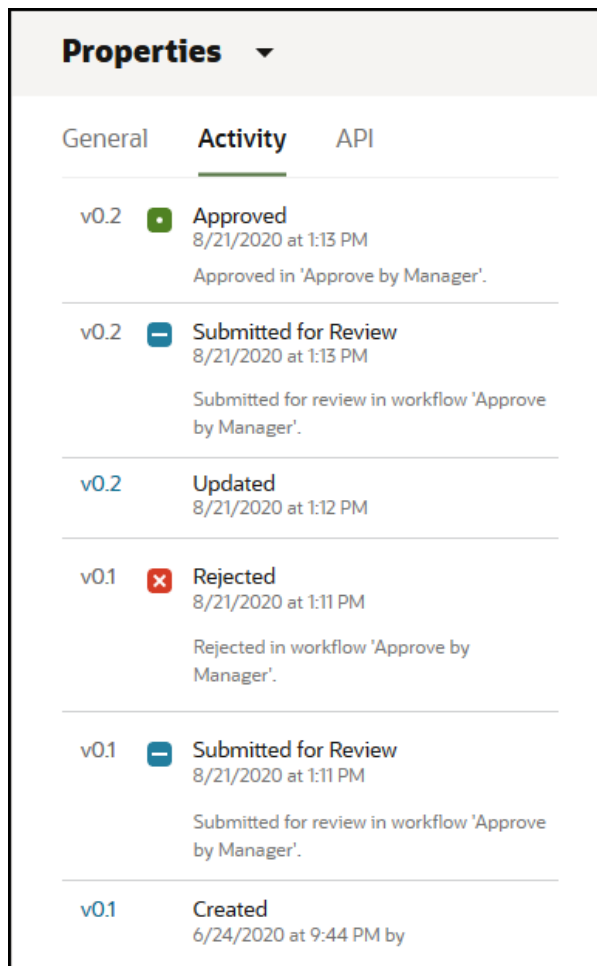 Properties
General Activity API
v0.2 Approved
8/21/2020 at 1:13 PM
Approved in 'Approve by Manager'.
v0.2 Submitted for Review
8/21/2020 at 1:13 PM
Submitted for review in workflow 'Approve
by Manager'.
v0.2 Updated
8/21/2020 at 1:12 PM
v0.1 Rejected
8/21/2020 at 1:11 PM
Rejected in workflow 'Approve by
Manager'.
v0.1 Submitted for Review
8/21/2020 at 1:11 PM
Submitted for review in workflow 'Approve
by Manager'.
v0.1 Created
6/24/2020 at 9:44 PM by